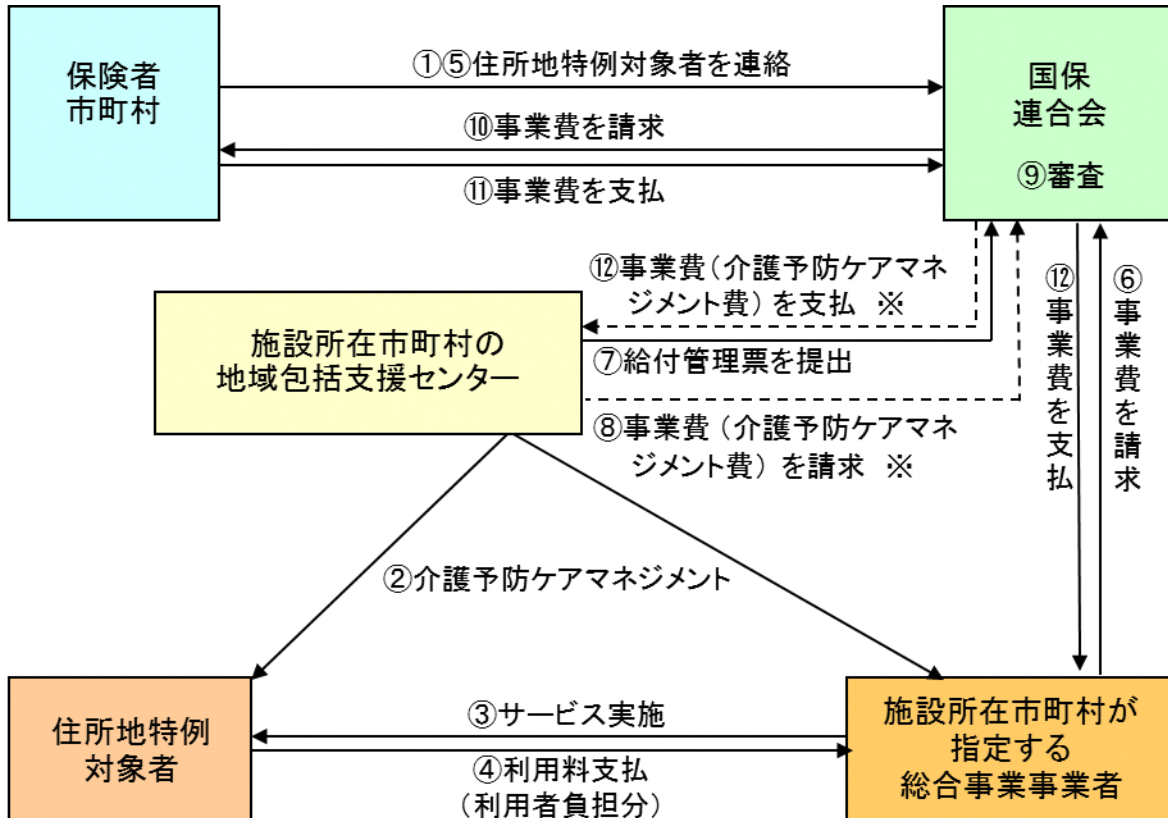 保険者
市町村
①⑤住所地特例対象者を連絡
⑩事業費を請求
⑪事業費を支払
国保
連合会
⑨審査
⑫事業費(介護予防ケアマネ
ジメント費)を支払 ※
⑦給付管理票を提出
⑧事業費(介護予防ケアマネ
ジメント費)を請求 ※
⑫事業費を支払
⑥事業費を請求
施設所在市町村の
地域包括支援センター
②介護予防ケアマネジメント
住所地特例
対象者
③サービス実施
④利用料支払
(利用者負担分)
施設所在市町村が
指定する
総合事業事業者